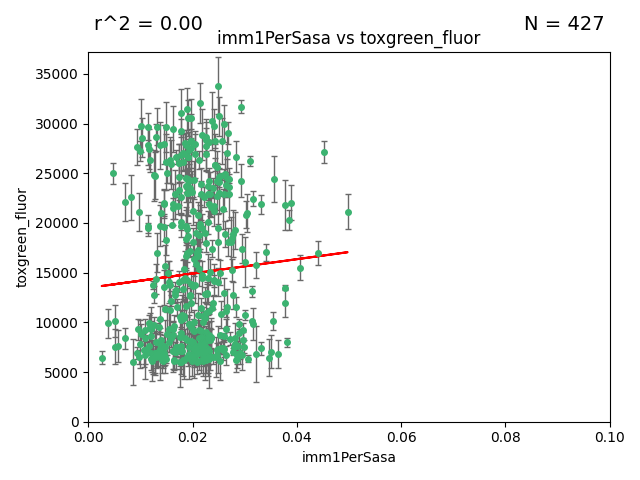 r^2 = 0.00
N = 427
imm1PerSasa vs toxgreen_fluor
35000
30000
25000
20000
15000
10000
5000
0
toxgreen_fluor
0.00
0.02
0.04
0.06
0.08
0.10
imm1PerSasa